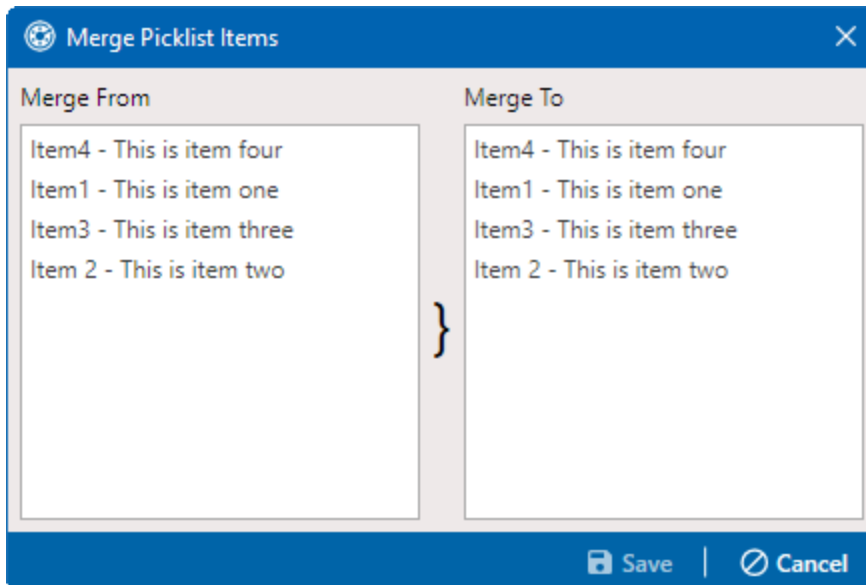 Merge Picklist Items
Merge From
Item4 - This is item four
Item1 - This is item one
Item3 - This is item three
Item 2 - This is item two
}
Merge To
Item4 - This is item four
Item1 - This is item one
Item3 - This is item three
Item 2 - This is item two
Save | Cancel